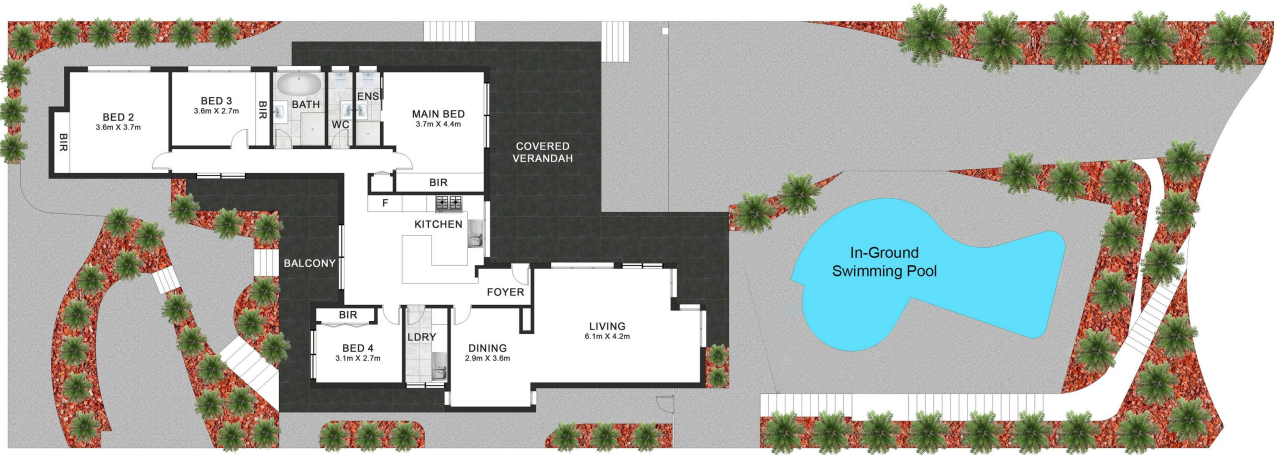 BED 2
3.6m X 3.7m
BIR
BED 3
3.6m X 2.7m
BIR
BATH
WC
ENS
MAIN BED
3.7m X 4.4m
BIR
COVERED
VERANDAH
F
KITCHEN
BALCONY
FOYER
BIR
BED 4
3.1m X 2.7m
LDRY
DINING
2.9m X 3.6m
LIVING
6.1m X 4.2m
In-Ground
Swimming Pool